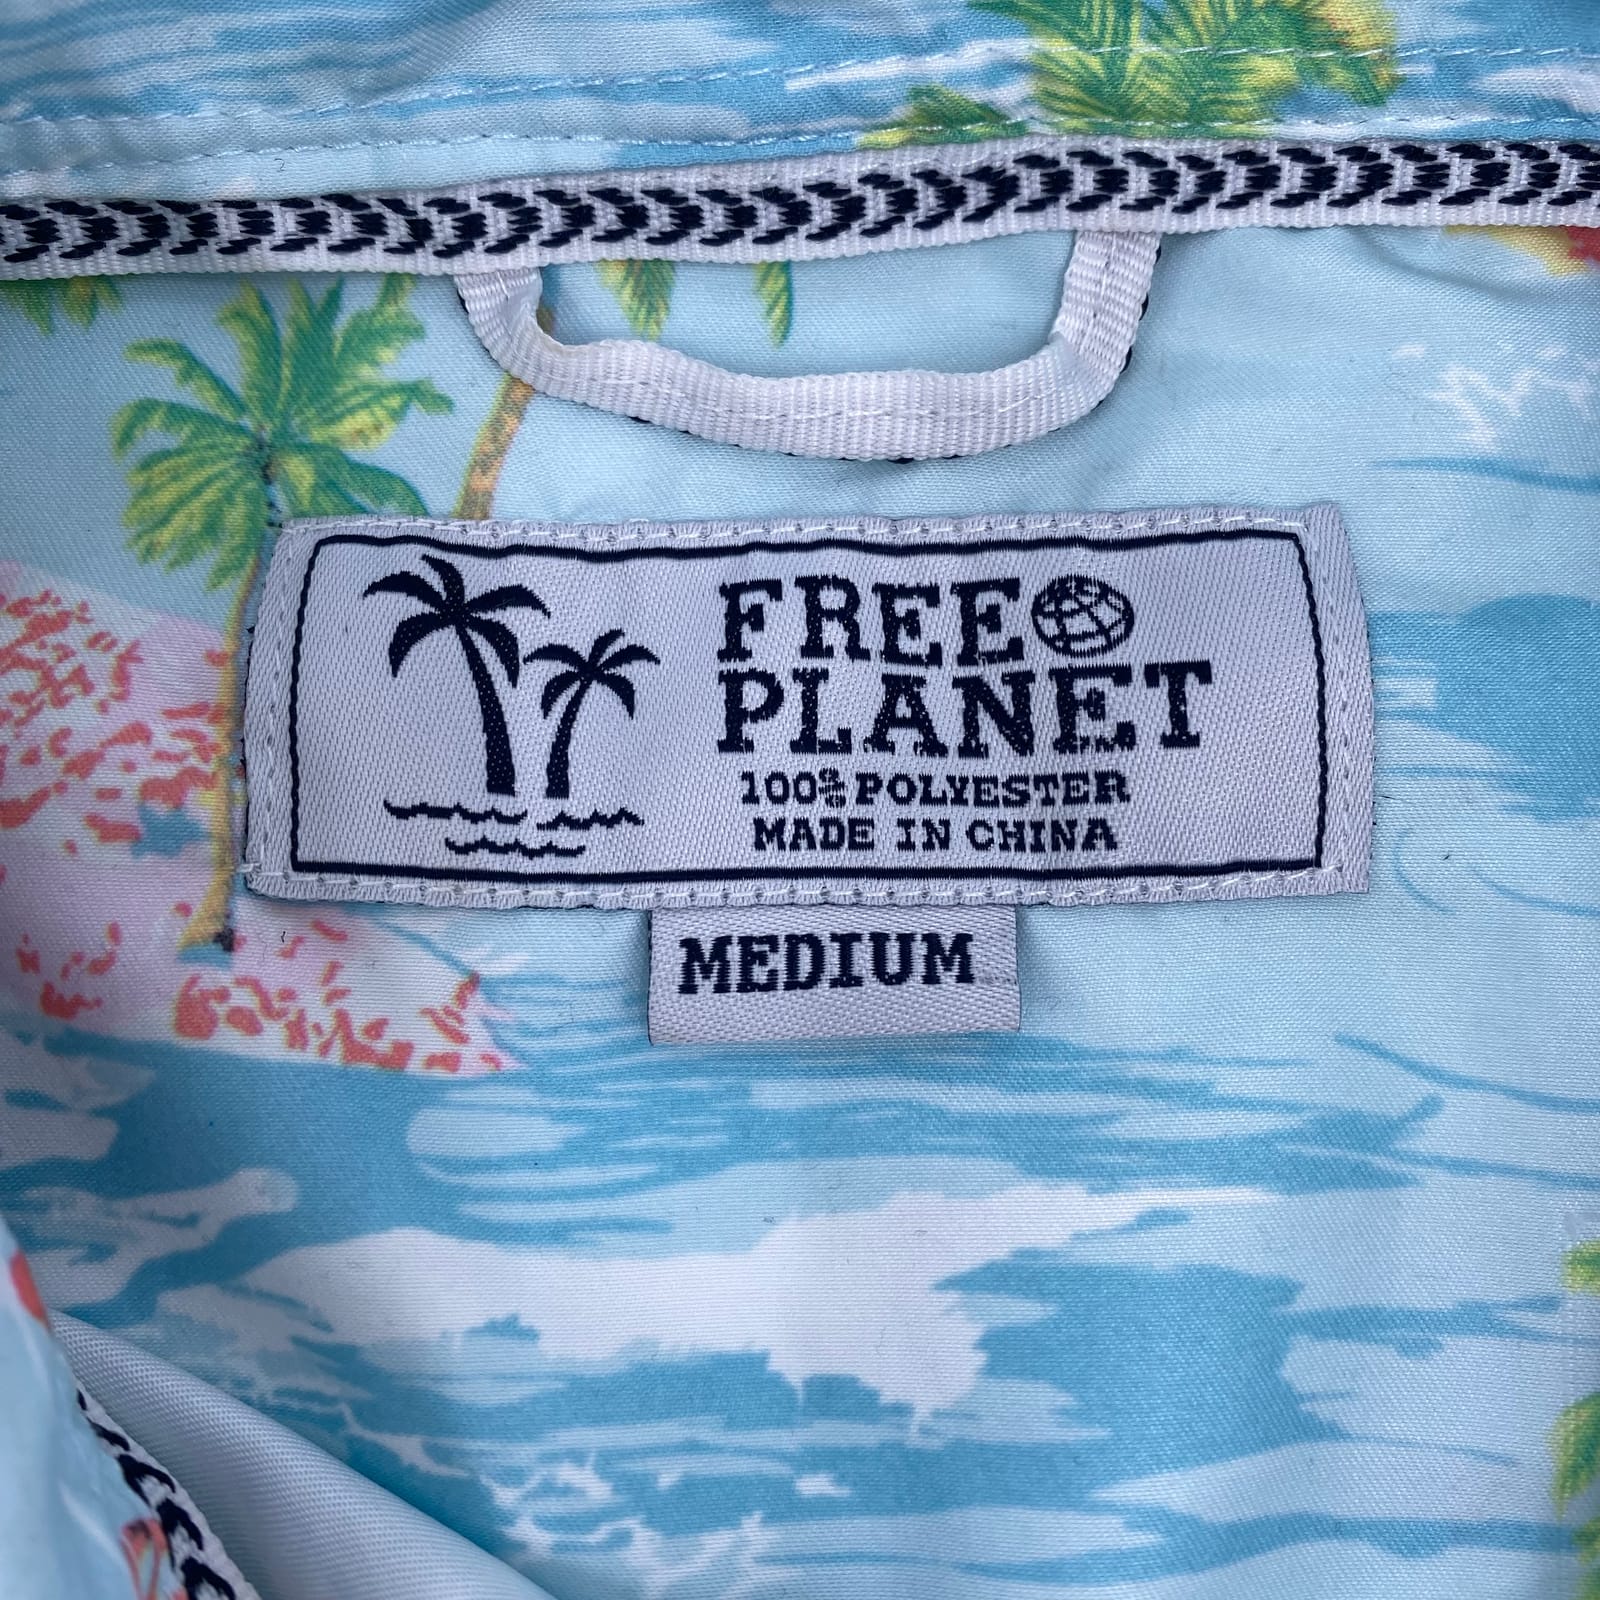 FREE
PLANET
100% POLYESTER
MADE IN CHINA
MEDIUM